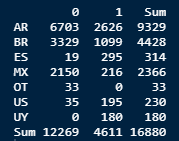 0 1 Sum
AR 6703 2626 9329
BR 3329 1099 4428
ES 19 295 314
MX 2150 216 2366
OT 33 0 33
US 35 195 230
UY 0 180 180
Sum 12269 4611 16880